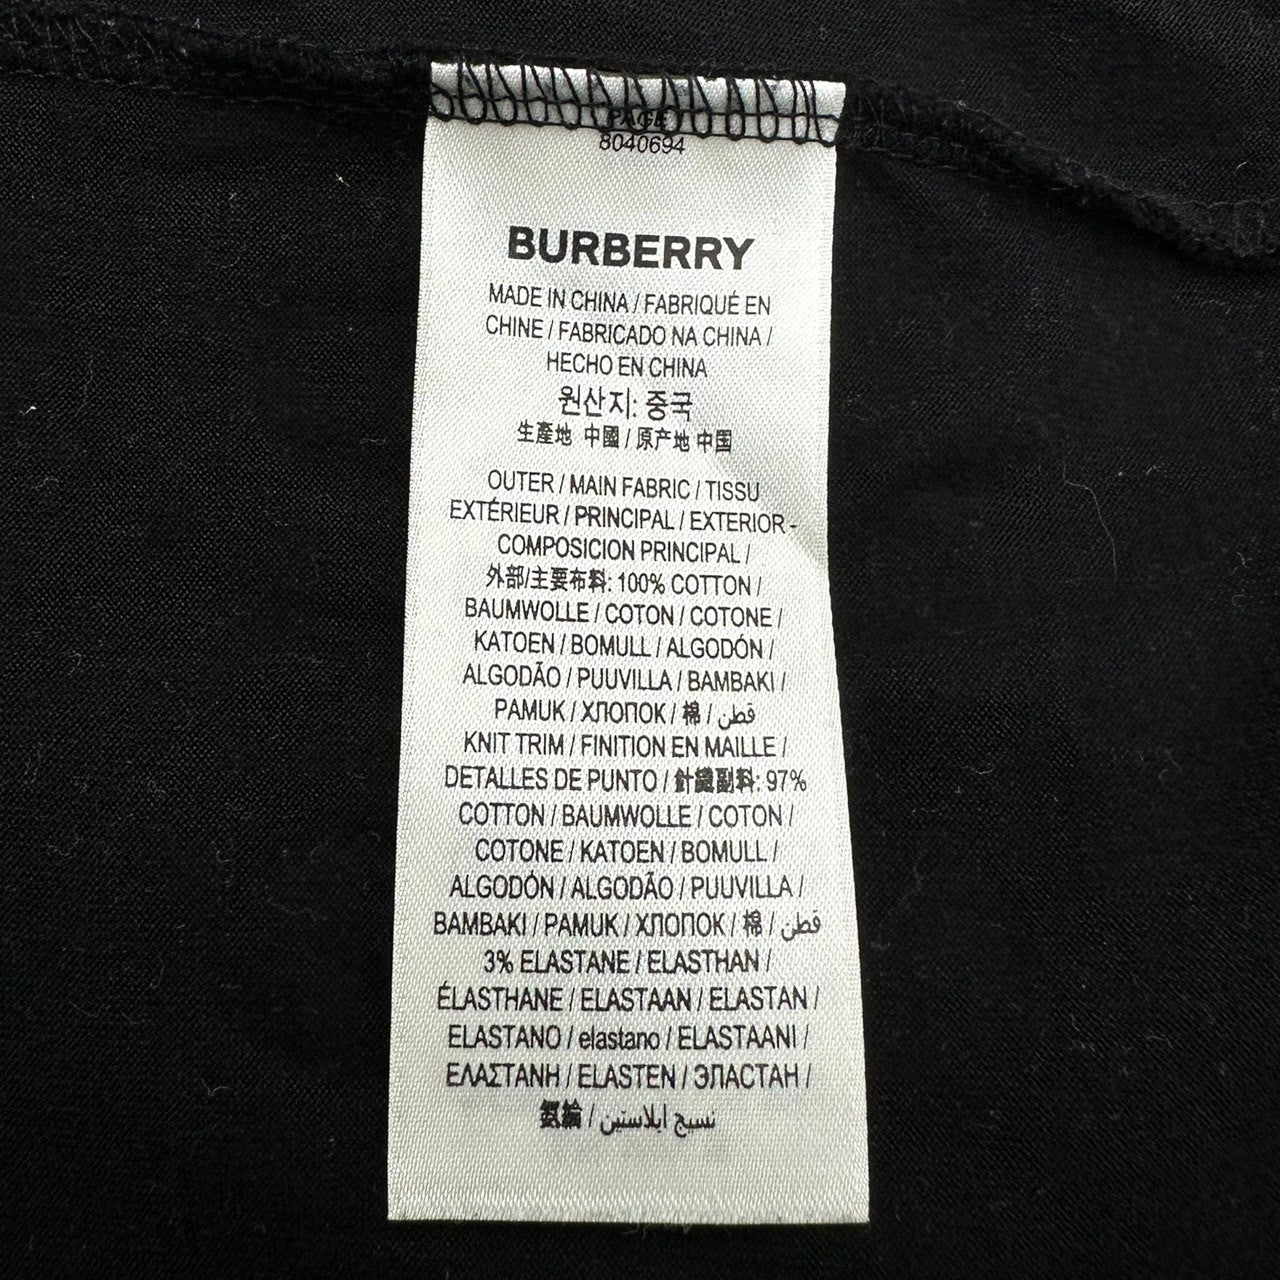 PAGE
8040694
BURBERRY
MADE IN CHINA / FABRIQUÉ EN
CHINE / FABRICADO NA CHINA /
HECHO EN CHINA
원산지: 중국
生產地 中國 / 原产地 中国
OUTER / MAIN FABRIC / TISSU
EXTÉRIEUR / PRINCIPAL / EXTERIOR -
COMPOSICION PRINCIPAL /
外部/主要布料: 100% COTTON /
BAUMWOLLE / COTON / COTONE /
KATOEN / BOMULL / ALGODÓN /
ALGODÃO / PUUVILLA / BAMBAKI /
PAMUK / ХЛОПОК / 棉 / قطن
KNIT TRIM / FINITION EN MAILLE /
DETALLES DE PUNTO / 針織副料: 97%
COTTON / BAUMWOLLE / COTON /
COTONE / KATOEN / BOMULL /
ALGODÓN / ALGODÃO / PUUVILLA /
BAMBAKI / PAMUK / ХЛОПОК / 棉 / قطن
3% ELASTANE / ELASTHAN /
ÉLASTHANE / ELASTAAN / ELASTAN /
ELASTANO / elastano / ELASTAANI /
ΕΛΑΣΤΑΝΗ / ELASTEN / ЭЛАСТАН /
氨綸 / نسيج ايلاستين